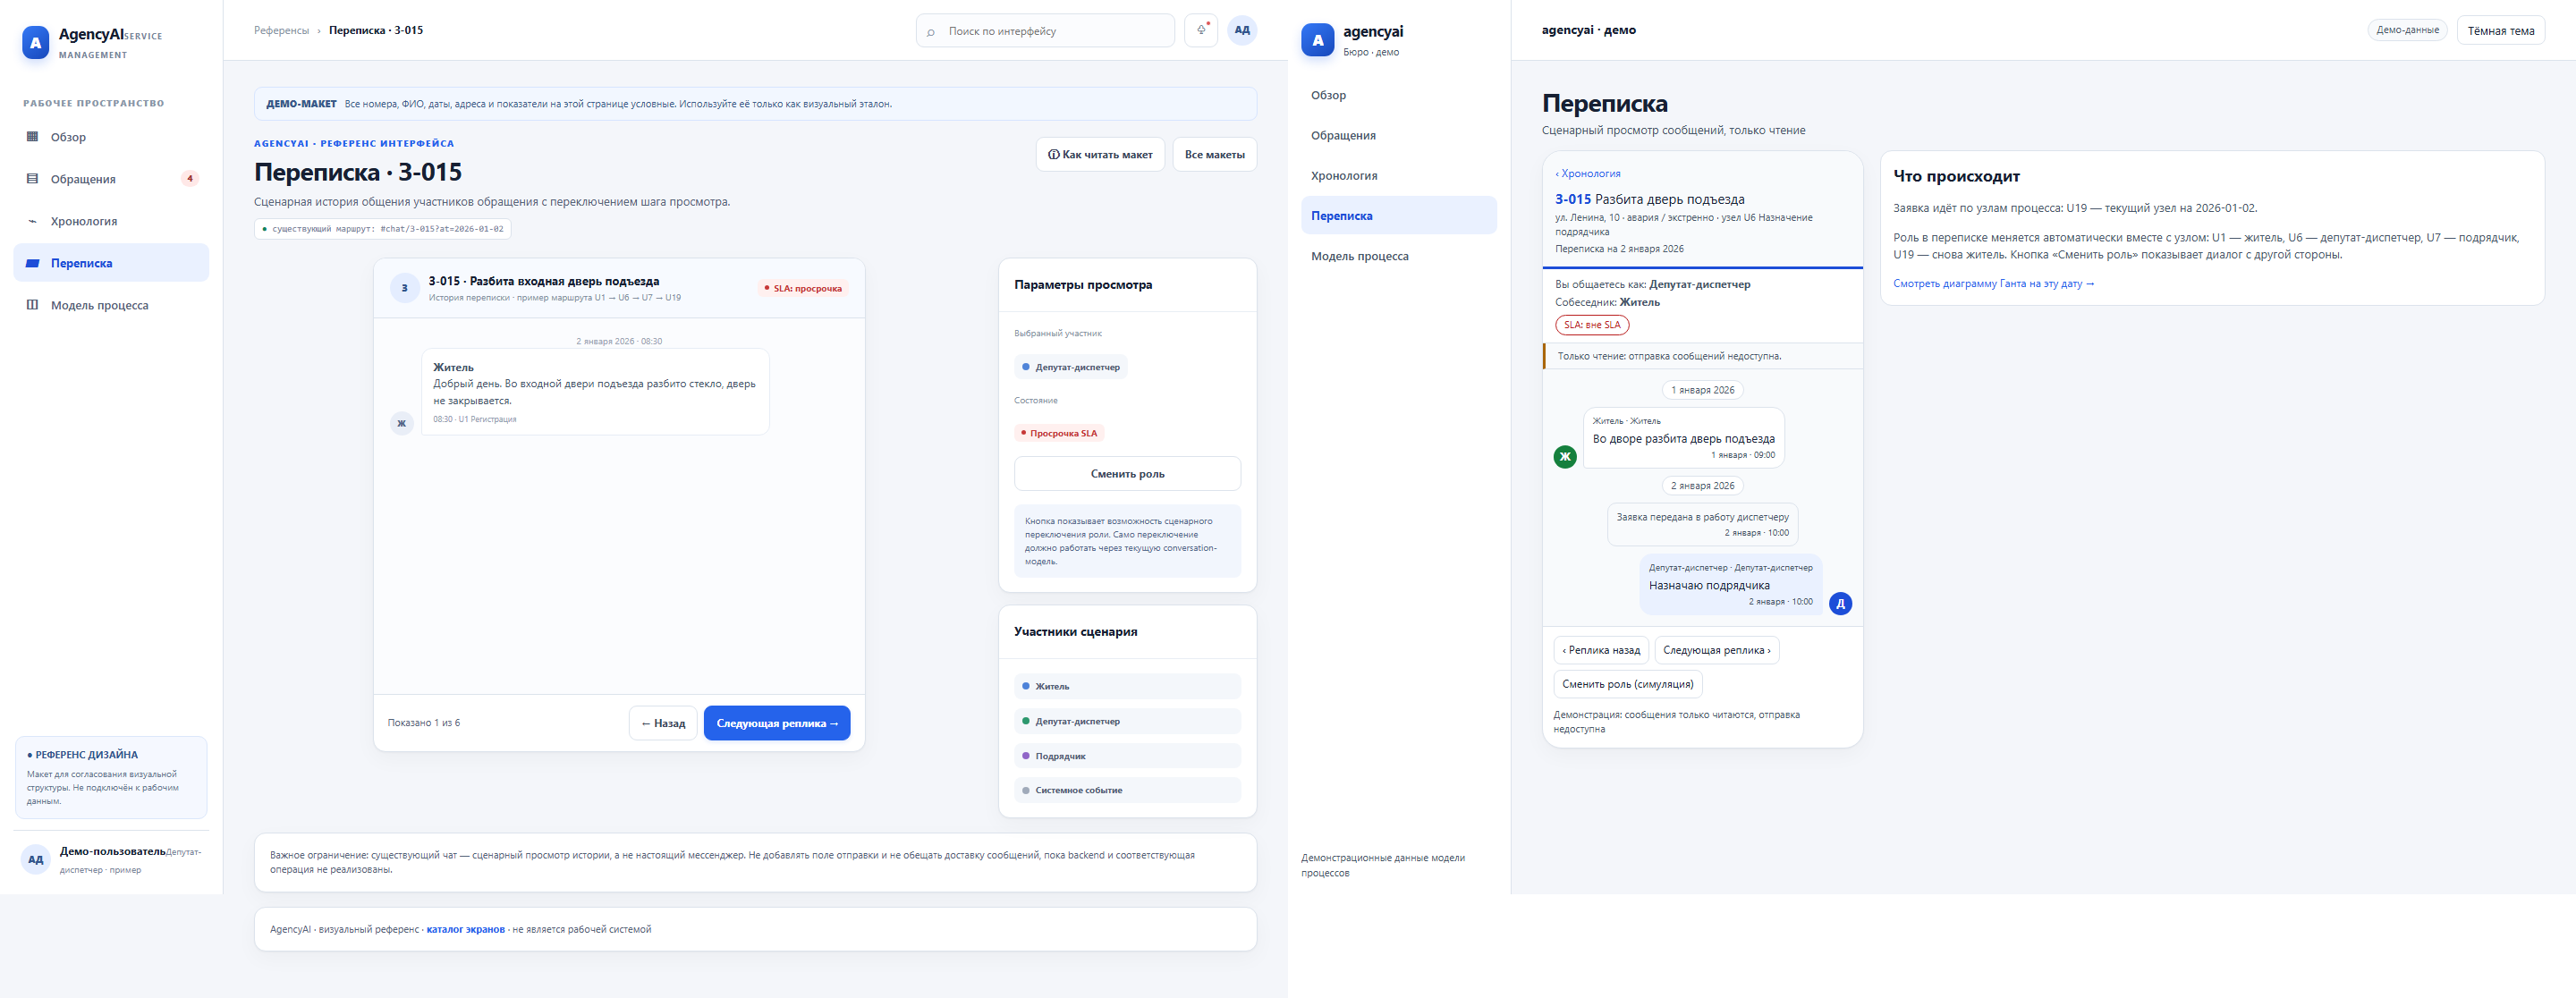 AgencyAI SERVICE
MANAGEMENT
РАБОЧЕЕ ПРОСТРАНСТВО
Обзор
Обращения 4
Хронология
Переписка
Модель процесса
● РЕФЕРЕНС ДИЗАЙНА
Макет для согласования визуальной
структуры. Не подключён к рабочим
данным.
АД
Демо-пользователь Депутат-
диспетчер · пример
Референсы › Переписка · 3-015
Поиск по интерфейсу
АД
ДЕМО-МАКЕТ Все номера, ФИО, даты, адреса и показатели на этой странице условные. Используйте её только как визуальный эталон.
AGENCYAI · РЕФЕРЕНС ИНТЕРФЕЙСА
Переписка · 3-015
Сценарная история общения участников обращения с переключением шага просмотра.
существующий маршрут: #chat/3-015?at=2026-01-02
Как читать макет
Все макеты
3
3-015 · Разбита входная дверь подъезда
История переписки · пример маршрута U1 → U6 → U7 → U19
SLA: просрочка
2 января 2026 · 08:30
Житель
Добрый день. Во входной двери подъезда разбито стекло, дверь
не закрывается.
08:30 · U1 Регистрация
Ж
Показано 1 из 6
← Назад
Следующая реплика →
Параметры просмотра
Выбранный участник
Депутат-диспетчер
Состояние
Просрочка SLA
Сменить роль
Кнопка показывает возможность сценарного
переключения роли. Само переключение
должно работать через текущую conversation-
модель.
Участники сценария
Житель
Депутат-диспетчер
Подрядчик
Системное событие
Важное ограничение: существующий чат — сценарный просмотр истории, а не настоящий мессенджер. Не добавлять поле отправки и не обещать доставку сообщений, пока backend и соответствующая
операция не реализованы.
AgencyAI · визуальный референс · каталог экранов · не является рабочей системой
A
agencyai
Бюро · демо
Обзор
Обращения
Хронология
Переписка
Модель процесса
Демонстрационные данные модели
процессов
agencyai · демо
Демо-данные
Тёмная тема
Переписка
Сценарный просмотр сообщений, только чтение
‹ Хронология
3-015 Разбита дверь подъезда
ул. Ленина, 10 · авария / экстренно · узел U6 Назначение
подрядчика
Переписка на 2 января 2026
Вы общаетесь как: Депутат-диспетчер
Собеседник: Житель
SLA: вне SLA
Только чтение: отправка сообщений недоступна.
1 января 2026
Житель · Житель
Во дворе разбита дверь подъезда
1 января · 09:00
Ж
2 января 2026
Заявка передана в работу диспетчеру
2 января · 10:00
Депутат-диспетчер · Депутат-диспетчер
Назначаю подрядчика
2 января · 10:00
Д
‹ Реплика назад
Следующая реплика ›
Сменить роль (симуляция)
Демонстрация: сообщения только читаются, отправка
недоступна
Что происходит
Заявка идёт по узлам процесса: U19 — текущий узел на 2026-01-02.
Роль в переписке меняется автоматически вместе с узлом: U1 — житель, U6 — депутат-диспетчер, U7 — подрядчик,
U19 — снова житель. Кнопка «Сменить роль» показывает диалог с другой стороны.
Смотреть диаграмму Ганта на эту дату →